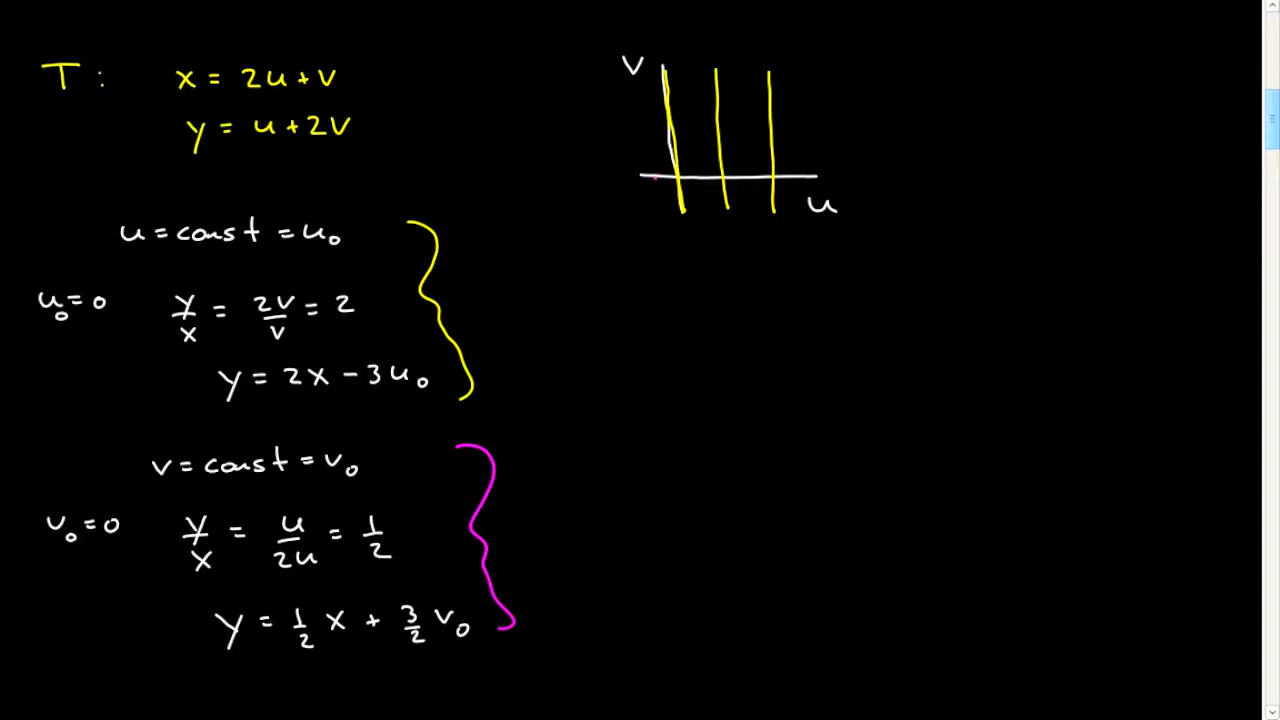 T: x = 2u + v
y = u + 2v
u = const = u₀
u₀ = 0 y/x = 2v/v = 2
y = 2x - 3u₀
v = const = v₀
v₀ = 0 y/x = u/2u = 1/2
y = 1/2 x + 3/2 v₀
v
u